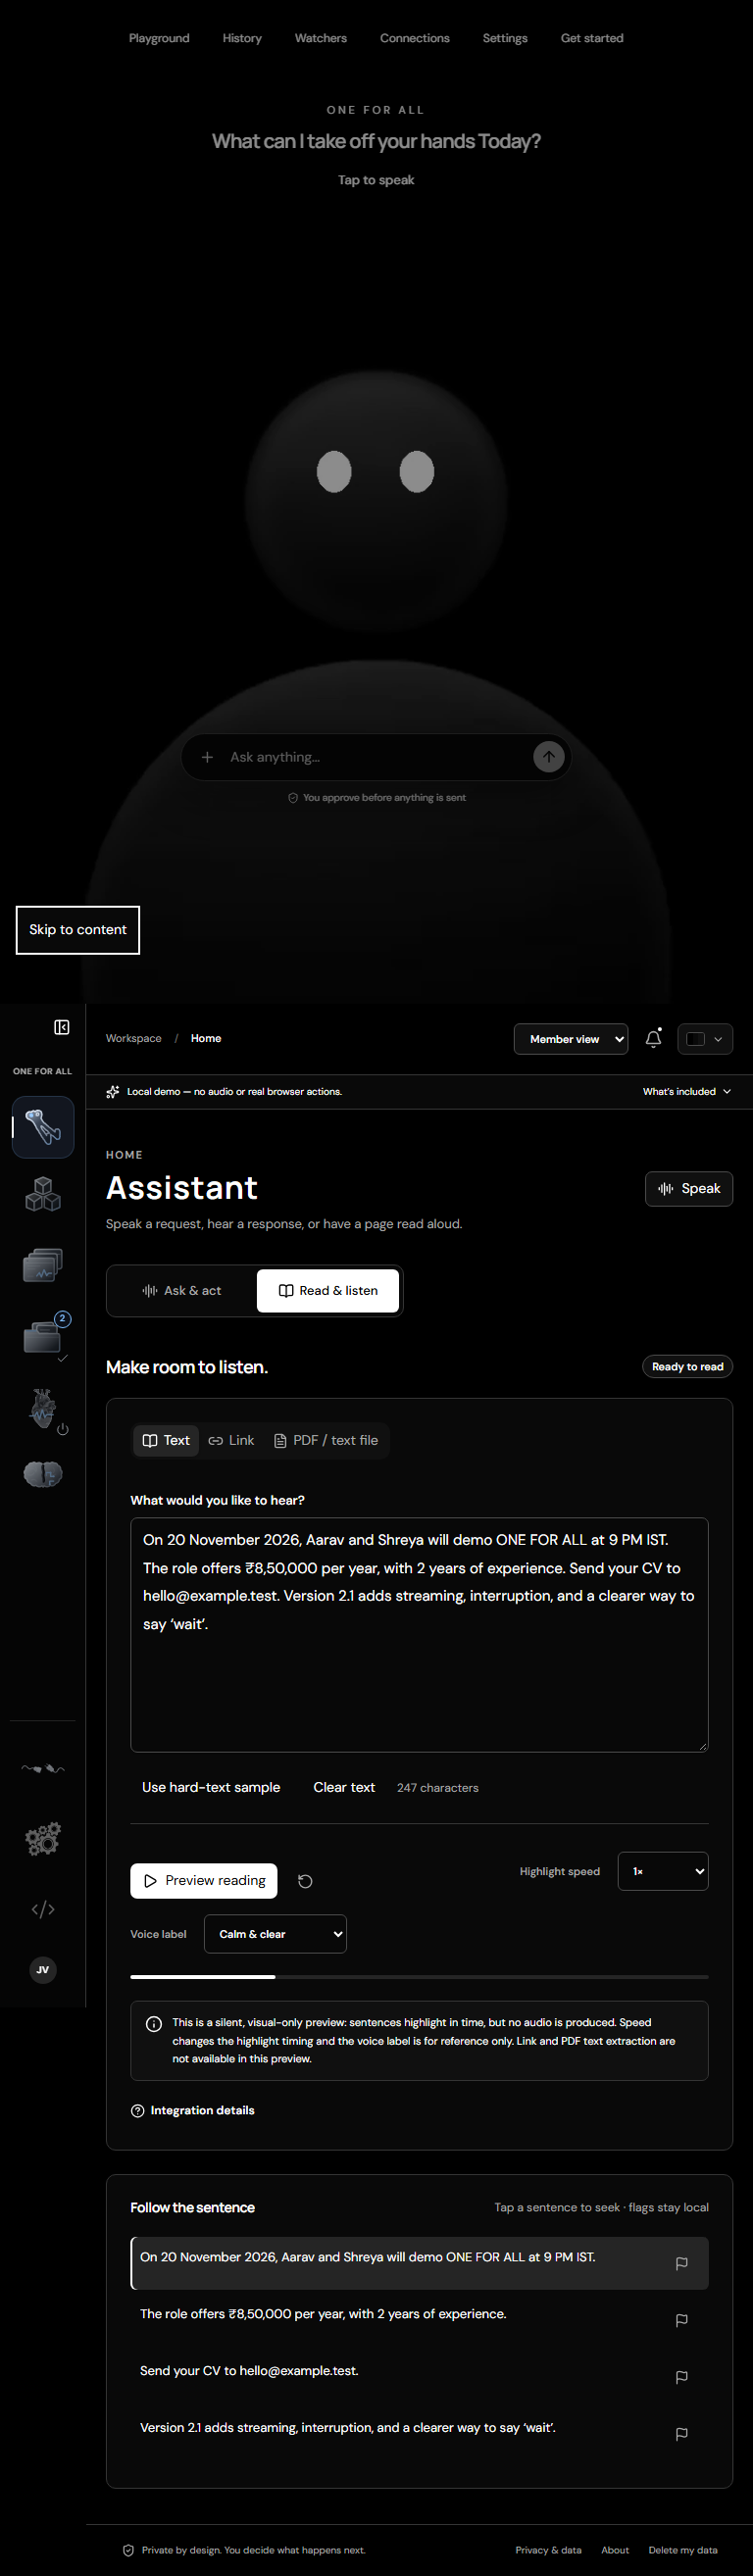 Playground History Watchers Connections Settings Get started
ONE FOR ALL
What can I take off your hands Today?
Tap to speak
Ask anything...
You approve before anything is sent
Skip to content
ONE FOR ALL
2
JV
Workspace / Home
Member view
Local demo — no audio or real browser actions.
What's included
HOME
Assistant
Speak
Speak a request, hear a response, or have a page read aloud.
Ask & act
Read & listen
Make room to listen.
Ready to read
Text
Link
PDF / text file
What would you like to hear?
On 20 November 2026, Aarav and Shreya will demo ONE FOR ALL at 9 PM IST.
The role offers ₹8,50,000 per year, with 2 years of experience. Send your CV to
hello@example.test. Version 2.1 adds streaming, interruption, and a clearer way to
say ‘wait’.
Use hard-text sample
Clear text
247 characters
Preview reading
Highlight speed
1×
Voice label
Calm & clear
This is a silent, visual-only preview: sentences highlight in time, but no audio is produced. Speed
changes the highlight timing and the voice label is for reference only. Link and PDF text extraction are
not available in this preview.
Integration details
Follow the sentence
Tap a sentence to seek · flags stay local
On 20 November 2026, Aarav and Shreya will demo ONE FOR ALL at 9 PM IST.
The role offers ₹8,50,000 per year, with 2 years of experience.
Send your CV to hello@example.test.
Version 2.1 adds streaming, interruption, and a clearer way to say ‘wait’.
Private by design. You decide what happens next.
Privacy & data
About
Delete my data